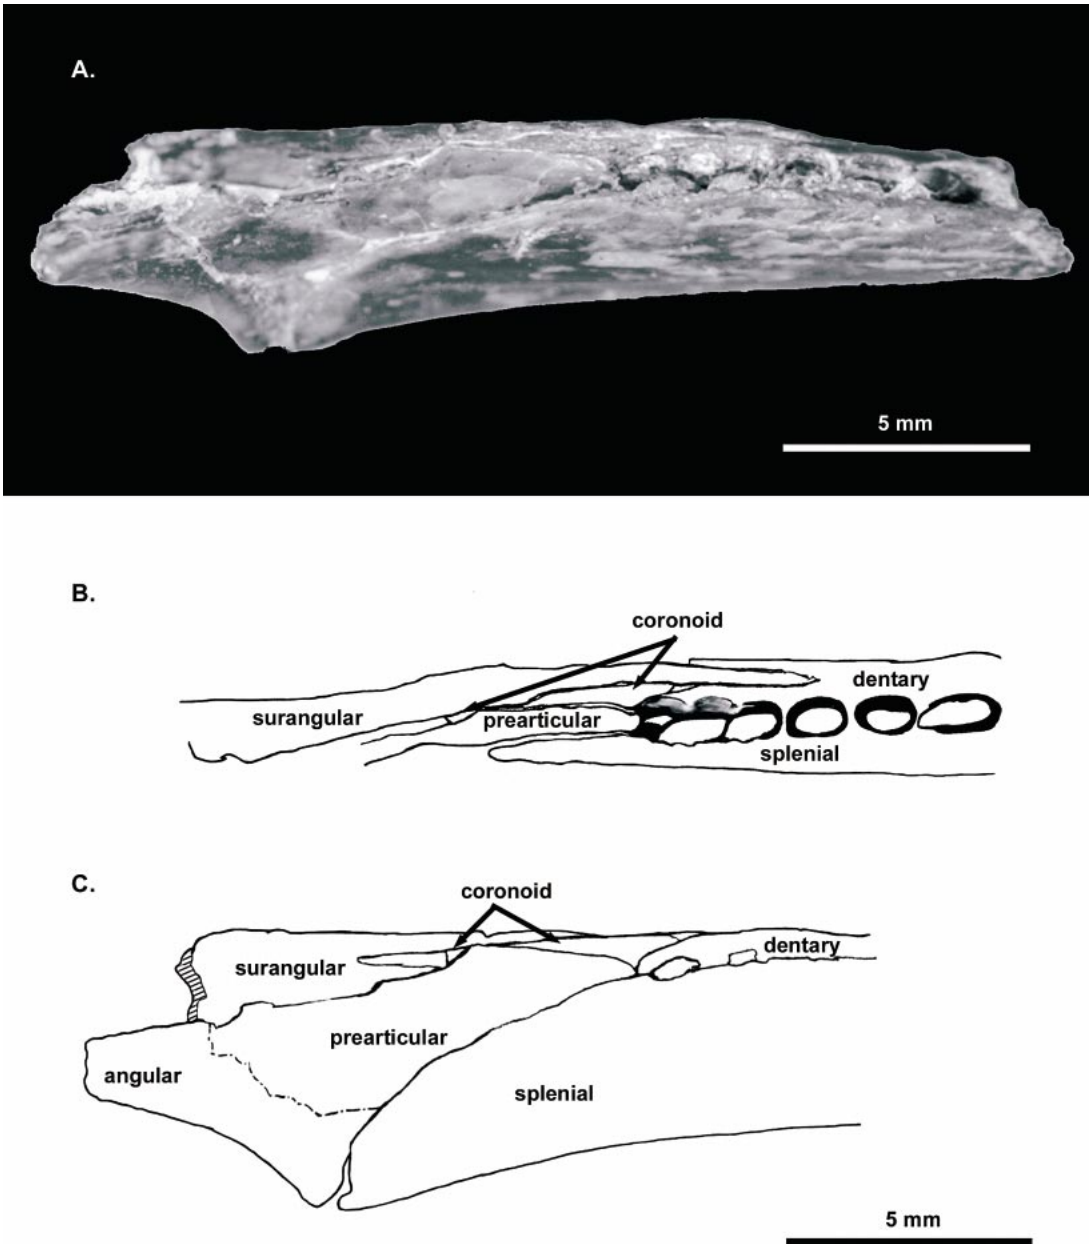 A.
5 mm
B.
coronoid
dentary
surangular
prearticular
splenial
C.
coronoid
dentary
surangular
prearticular
angular
splenial
5 mm